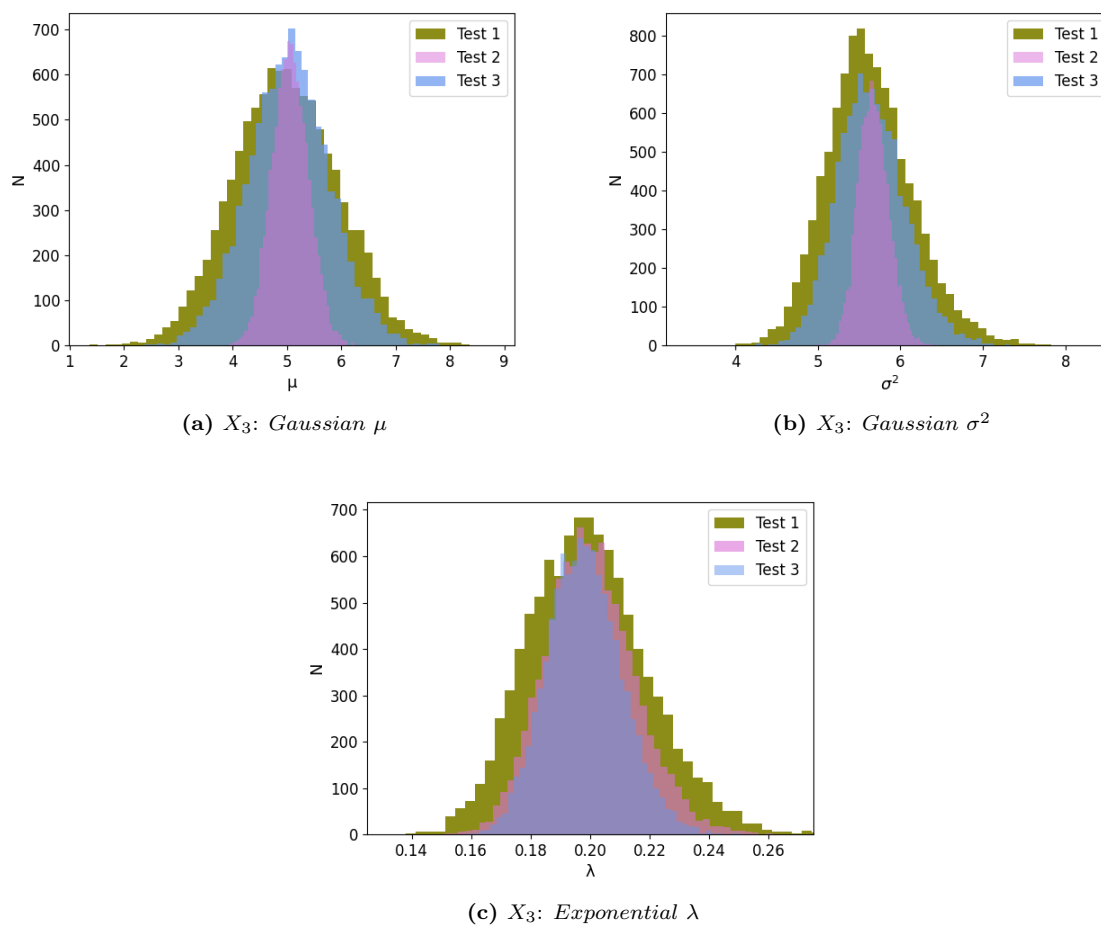 700
600
500
400
300
200
100
0
N
1 2 3 4 5 6 7 8 9
μ
Test 1
Test 2
Test 3
(a) X₃: Gaussian μ
800
700
600
500
400
300
200
100
0
N
4 5 6 7 8
σ²
Test 1
Test 2
Test 3
(b) X₃: Gaussian σ²
700
600
500
400
300
200
100
0
N
0.14 0.16 0.18 0.20 0.22 0.24 0.26
λ
Test 1
Test 2
Test 3
(c) X₃: Exponential λ